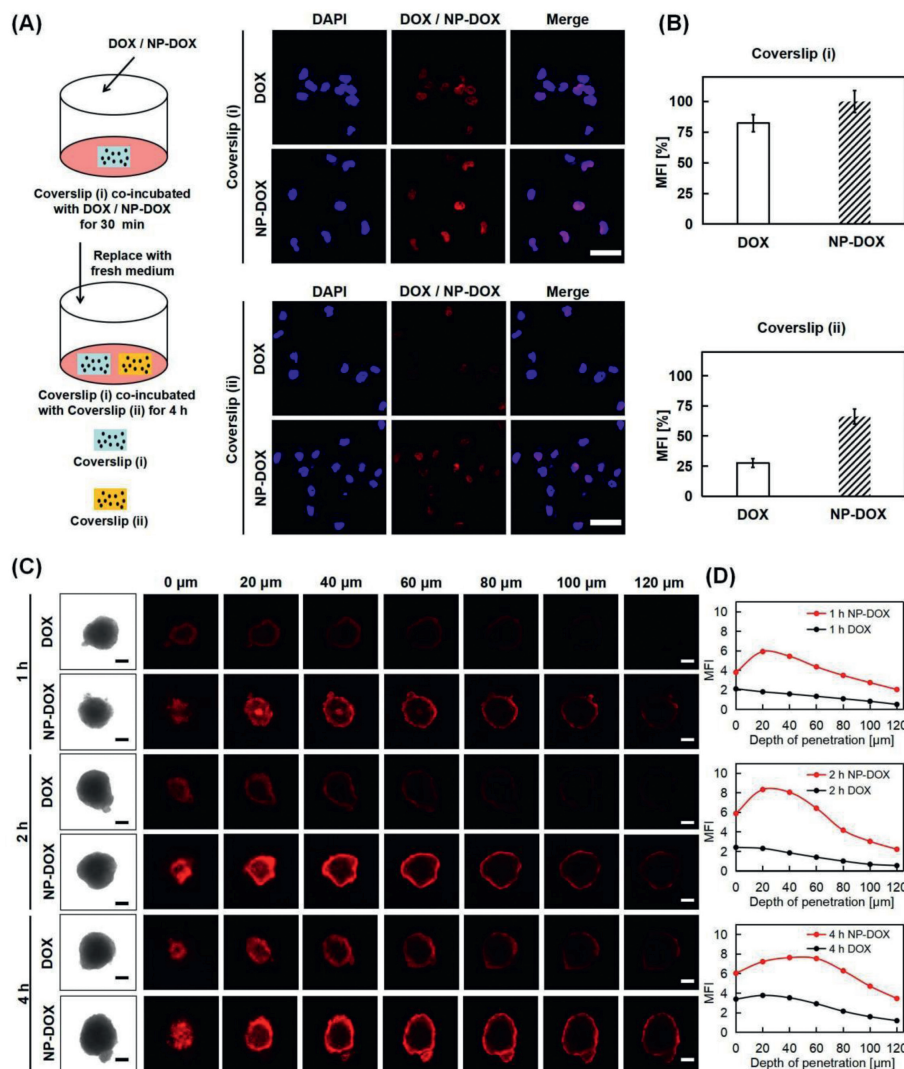 (A)
DOX / NP-DOX
Coverslip (i) co-incubated
with DOX / NP-DOX
for 30 min
Replace with
fresh medium
Coverslip (i) co-incubated
with Coverslip (ii) for 4 h
Coverslip (i)
Coverslip (ii)
DAPI DOX / NP-DOX Merge
Coverslip (i)
DOX
NP-DOX
DAPI DOX / NP-DOX Merge
Coverslip (ii)
DOX
NP-DOX
(B)
Coverslip (i)
MFI [%]
100
75
50
25
0
DOX NP-DOX
Coverslip (ii)
MFI [%]
100
75
50
25
0
DOX NP-DOX
(C)
0 µm 20 µm 40 µm 60 µm 80 µm 100 µm 120 µm
1 h
DOX
NP-DOX
2 h
DOX
NP-DOX
4 h
DOX
NP-DOX
(D)
1 h NP-DOX
1 h DOX
MFI
10
8
6
4
2
0
0 20 40 60 80 100 120
Depth of penetration [µm]
2 h NP-DOX
2 h DOX
MFI
10
8
6
4
2
0
0 20 40 60 80 100 120
Depth of penetration [µm]
4 h NP-DOX
4 h DOX
MFI
10
8
6
4
2
0
0 20 40 60 80 100 120
Depth of penetration [µm]